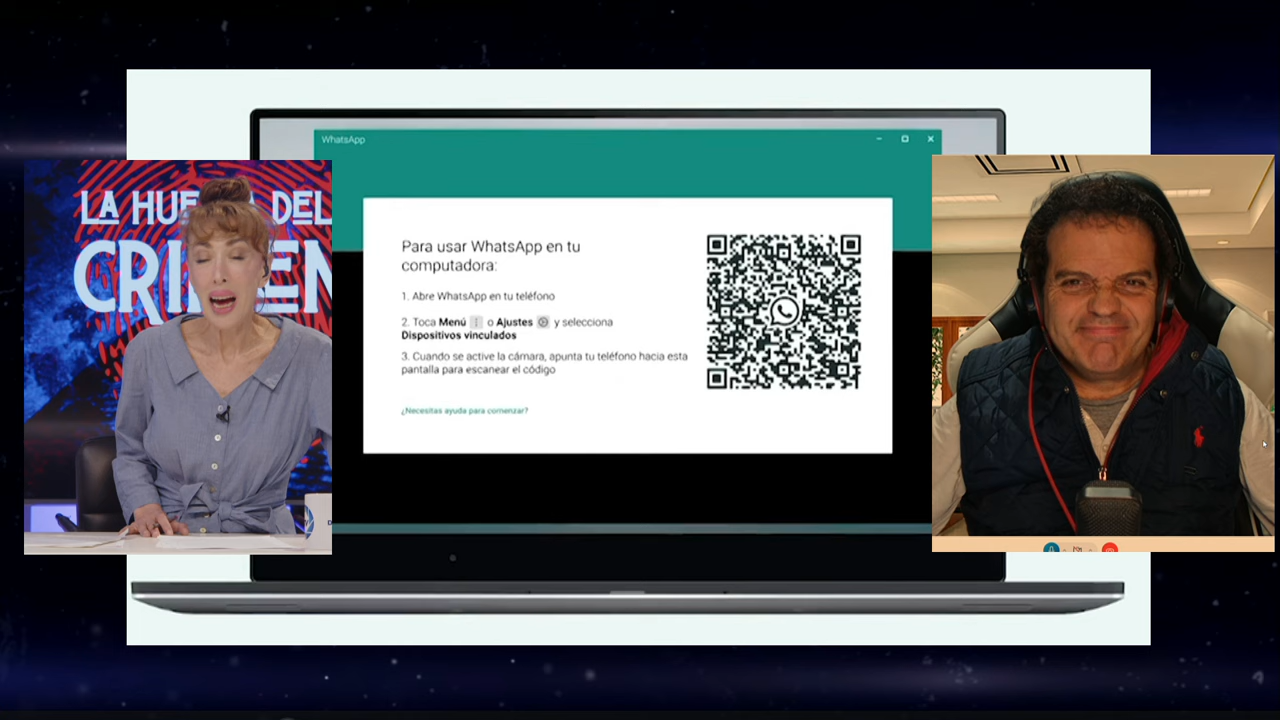 WhatsApp
LA HUE DEL
CRI EN
Para usar WhatsApp en tu
computadora:
1. Abre WhatsApp en tu teléfono
2. Toca Menú o Ajustes y selecciona
Dispositivos vinculados
3. Cuando se active la cámara, apunta tu teléfono hacia esta
pantalla para escanear el código
¿Necesitas ayuda para comenzar?